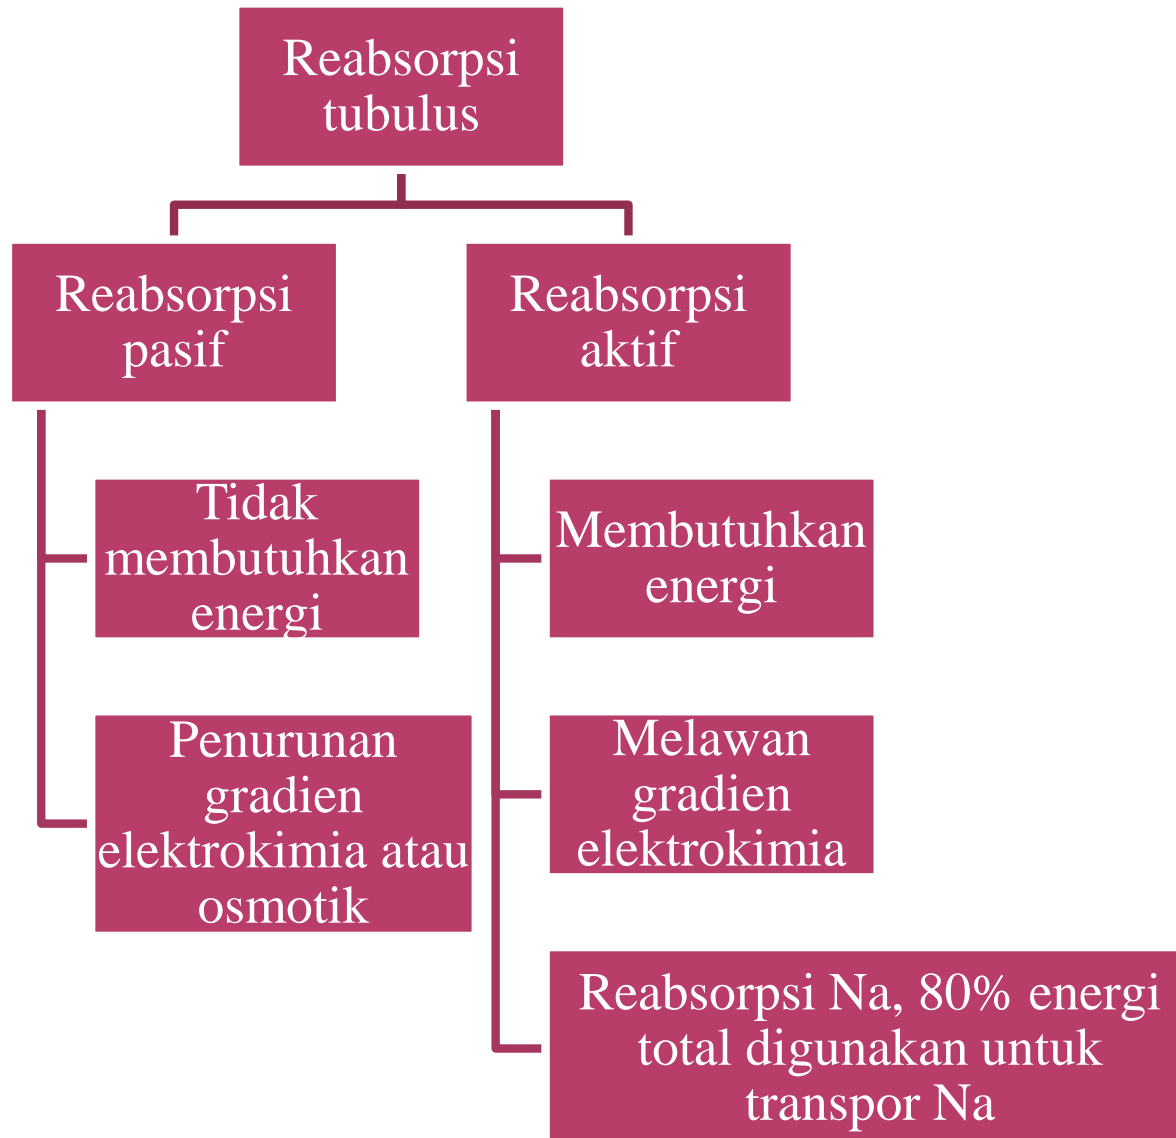 Reabsorpsi
tubulus
Reabsorpsi
pasif
Tidak
membutuhkan
energi
Penurunan
gradien
elektrokimia atau
osmotik
Reabsorpsi
aktif
Membutuhkan
energi
Melawan
gradien
elektrokimia
Reabsorpsi Na, 80% energi
total digunakan untuk
transpor Na